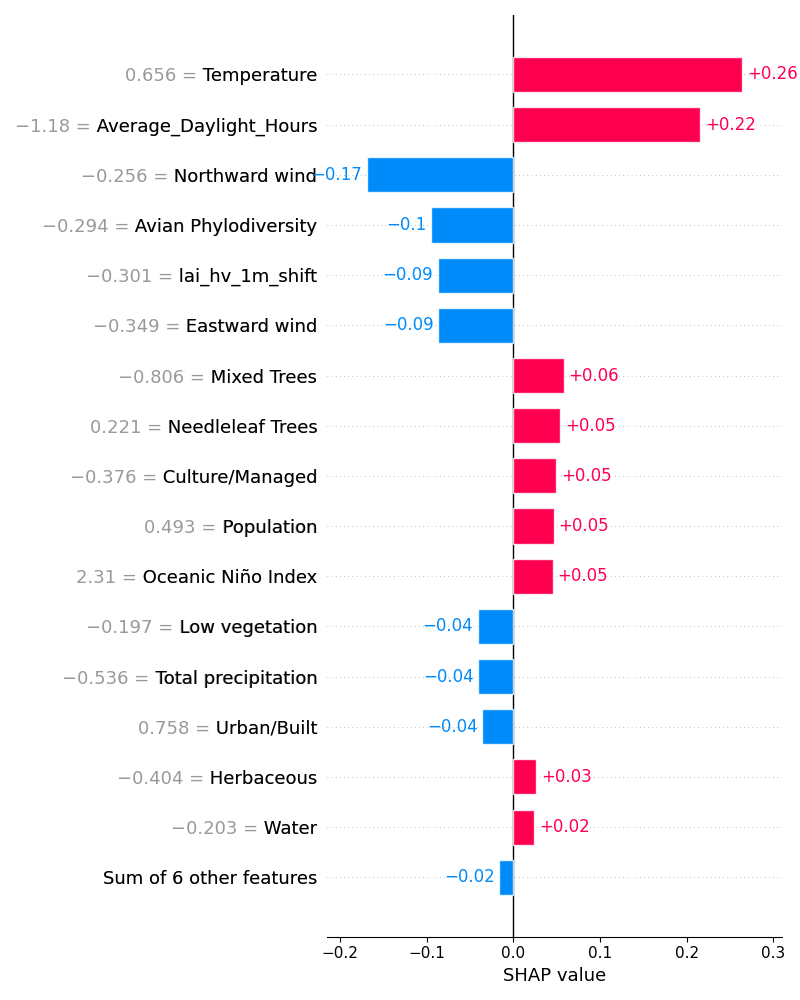 0.656 = Temperature +0.26
−1.18 = Average_Daylight_Hours +0.22
−0.256 = Northward wind −0.17
−0.294 = Avian Phylodiversity −0.1
−0.301 = lai_hv_1m_shift −0.09
−0.349 = Eastward wind −0.09
−0.806 = Mixed Trees +0.06
0.221 = Needleleaf Trees +0.05
−0.376 = Culture/Managed +0.05
0.493 = Population +0.05
2.31 = Oceanic Niño Index +0.05
−0.197 = Low vegetation −0.04
−0.536 = Total precipitation −0.04
0.758 = Urban/Built −0.04
−0.404 = Herbaceous +0.03
−0.203 = Water +0.02
Sum of 6 other features −0.02
−0.2 −0.1 0.0 0.1 0.2 0.3
SHAP value